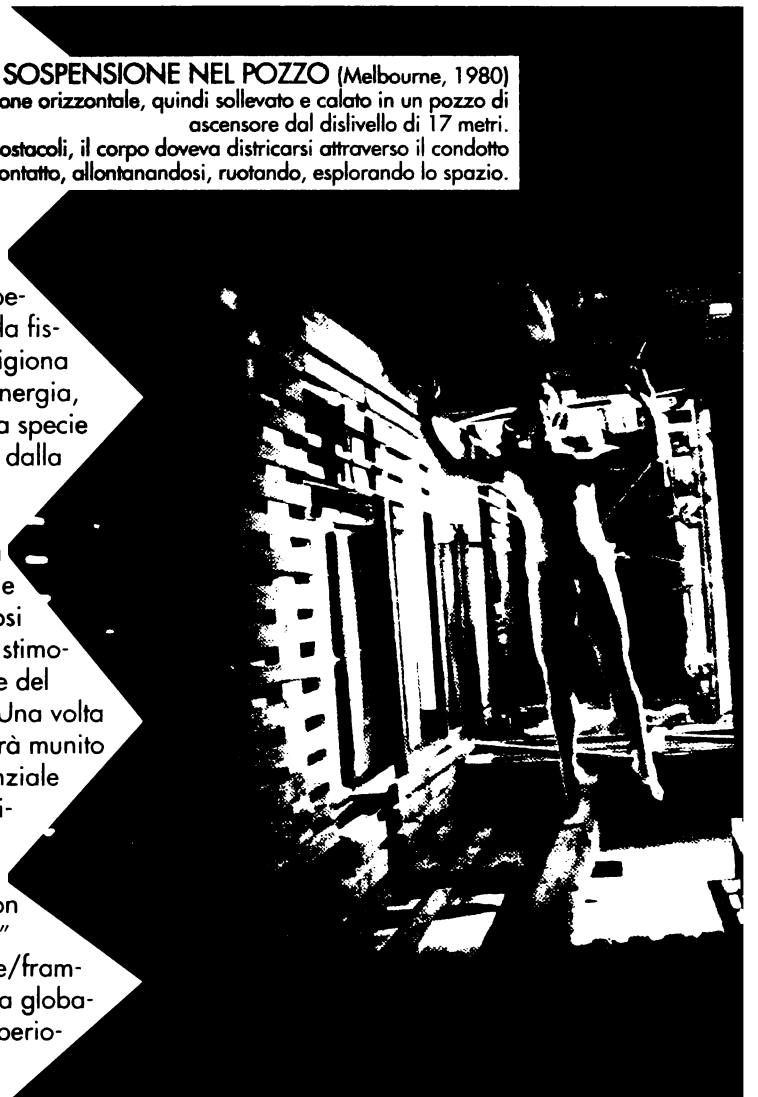 SOSPENSIONE NEL POZZO (Melbourne, 1980)
one orizzontale, quindi sollevato e calato in un pozzo di
ascensore dal dislivello di 17 metri.
ostacoli, il corpo doveva districarsi attraverso il condotto
ontatto, allontanandosi, ruotando, esplorando lo spazio.
pe-
la fis-
igiona
nergia,
a specie
dalla
e
osi
stimo-
e del
Una volta
rà munito
nziale
i-
on
”
e/fram-
a globa-
perio-